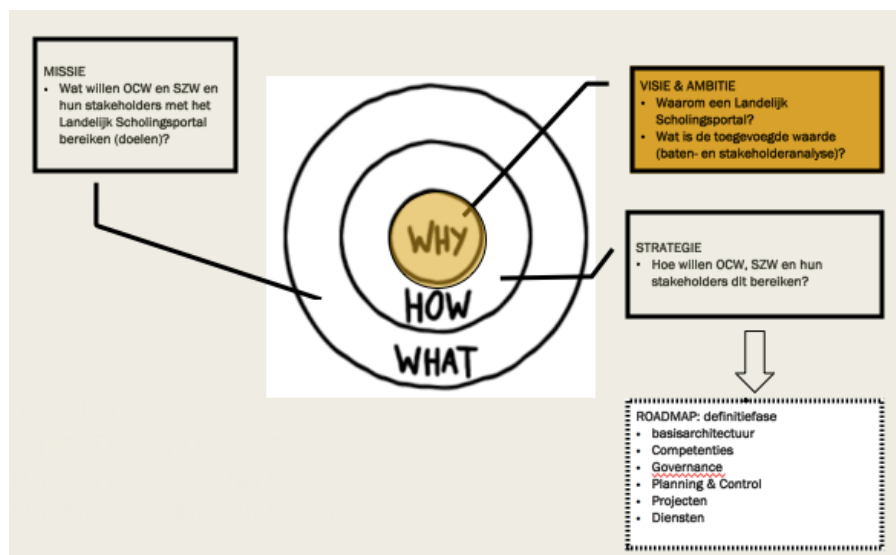 MISSIE
• Wat willen OCW en SZW en
hun stakeholders met het
Landelijk Scholingsportal
bereiken (doelen)?
VISIE & AMBITIE
• Waarom een Landelijk
Scholingsportal?
• Wat is de toegevoegde waarde
(baten- en stakeholderanalyse)?
WHY
HOW
WHAT
STRATEGIE
• Hoe willen OCW, SZW en hun
stakeholders dit bereiken?
ROADMAP: definitiefase
• basisarchitectuur
• Competenties
• Governance
• Planning & Control
• Projecten
• Diensten